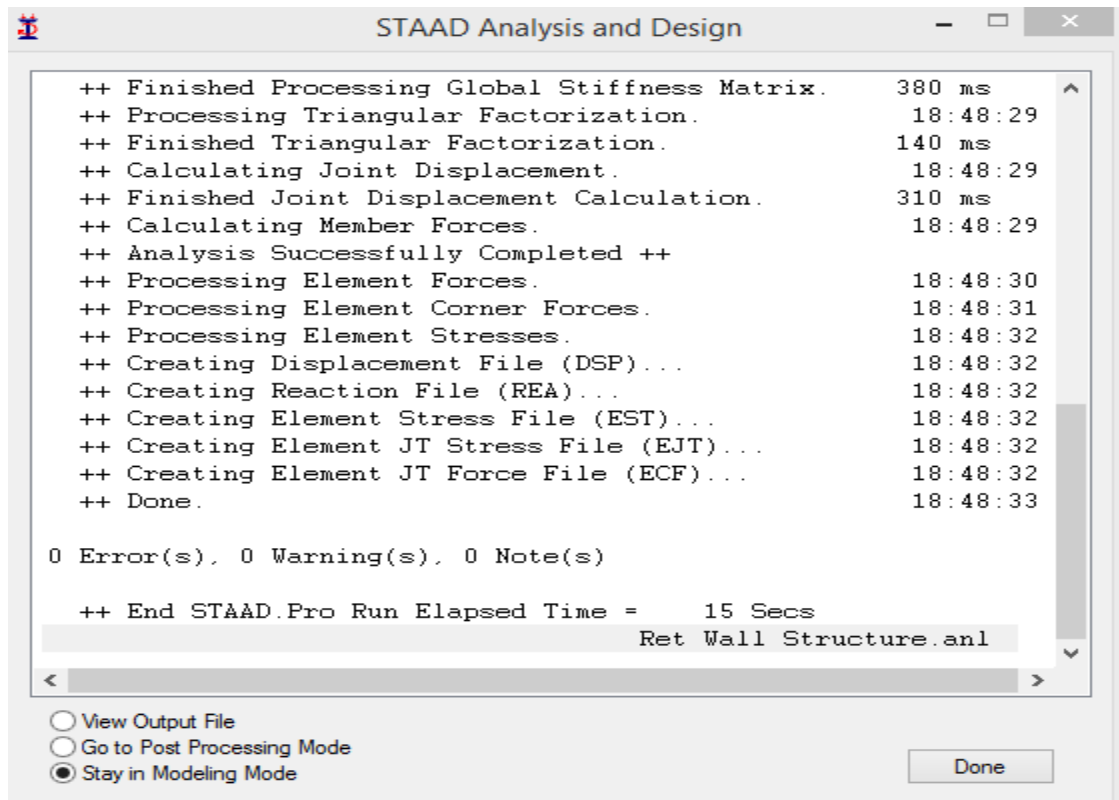 STAAD Analysis and Design
++ Finished Processing Global Stiffness Matrix. 380 ms
++ Processing Triangular Factorization. 18:48:29
++ Finished Triangular Factorization. 140 ms
++ Calculating Joint Displacement. 18:48:29
++ Finished Joint Displacement Calculation. 310 ms
++ Calculating Member Forces. 18:48:29
++ Analysis Successfully Completed ++
++ Processing Element Forces. 18:48:30
++ Processing Element Corner Forces. 18:48:31
++ Processing Element Stresses. 18:48:32
++ Creating Displacement File (DSP)... 18:48:32
++ Creating Reaction File (REA)... 18:48:32
++ Creating Element Stress File (EST)... 18:48:32
++ Creating Element JT Stress File (EJT)... 18:48:32
++ Creating Element JT Force File (ECF)... 18:48:32
++ Done. 18:48:33
0 Error(s), 0 Warning(s), 0 Note(s)
++ End STAAD.Pro Run Elapsed Time = 15 Secs
Ret Wall Structure.anl
View Output File
Go to Post Processing Mode
Stay in Modeling Mode
Done